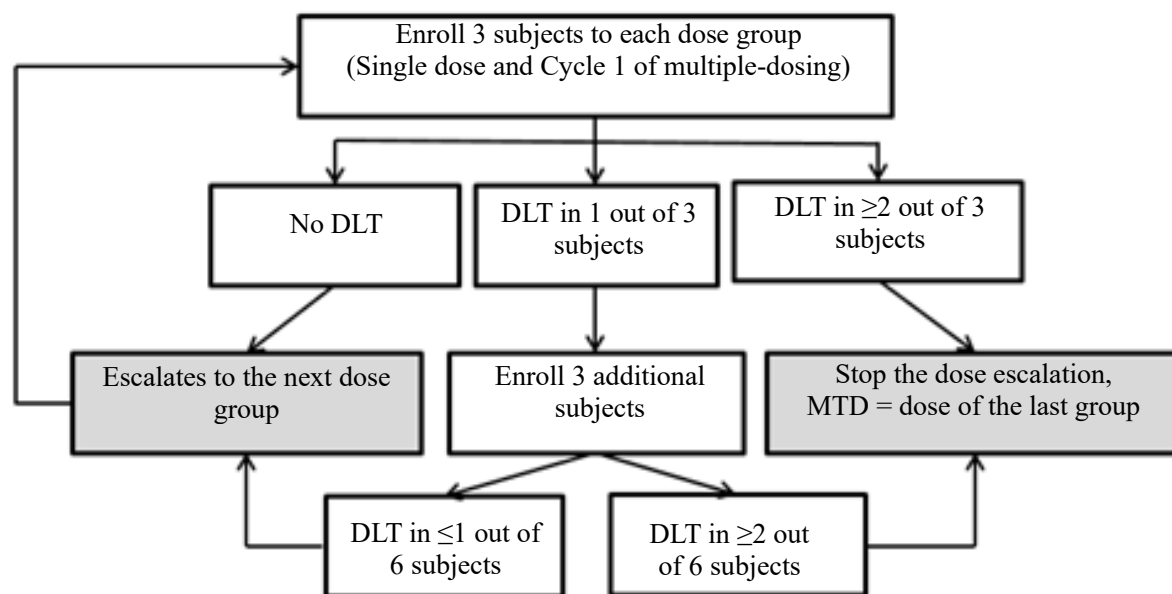 Enroll 3 subjects to each dose group
(Single dose and Cycle 1 of multiple-dosing)
No DLT
DLT in 1 out of 3
subjects
DLT in ≥2 out of 3
subjects
Escalates to the next dose
group
Enroll 3 additional
subjects
Stop the dose escalation,
MTD = dose of the last group
DLT in ≤1 out of
6 subjects
DLT in ≥2 out
of 6 subjects